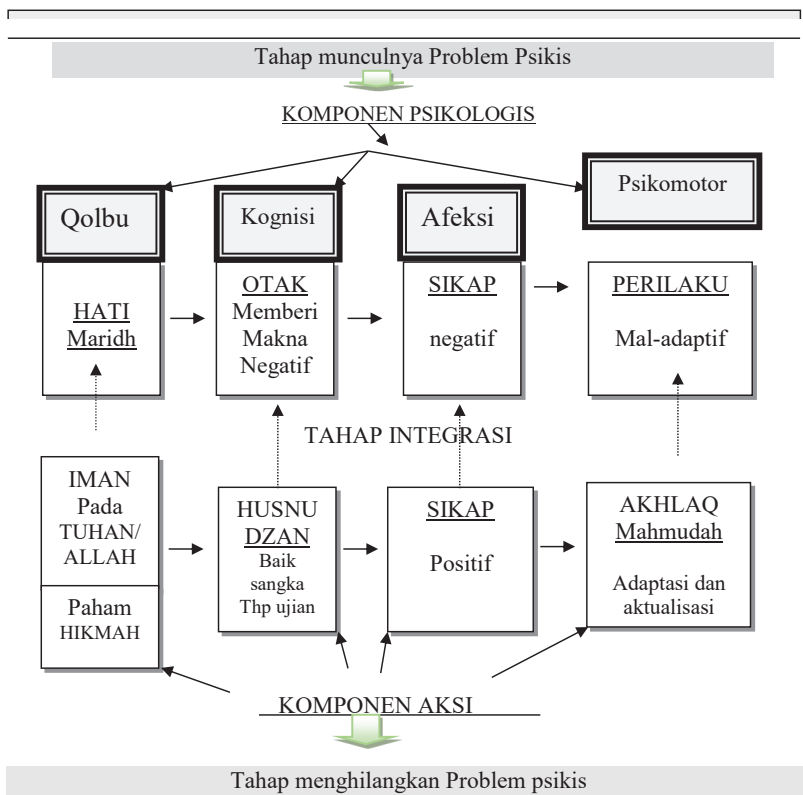 Tahap munculnya Problem Psikis
KOMPONEN PSIKOLOGIS
Qolbu
Kognisi
Afeksi
Psikomotor
HATI
Maridh
OTAK
Memberi
Makna
Negatif
SIKAP
negatif
PERILAKU
Mal-adaptif
TAHAP INTEGRASI
IMAN
Pada
TUHAN/
ALLAH
Paham
HIKMAH
HUSNU
DZAN
Baik
sangka
Thp ujian
SIKAP
Positif
AKHLAQ
Mahmudah
Adaptasi dan
aktualisasi
KOMPONEN AKSI
Tahap menghilangkan Problem psikis